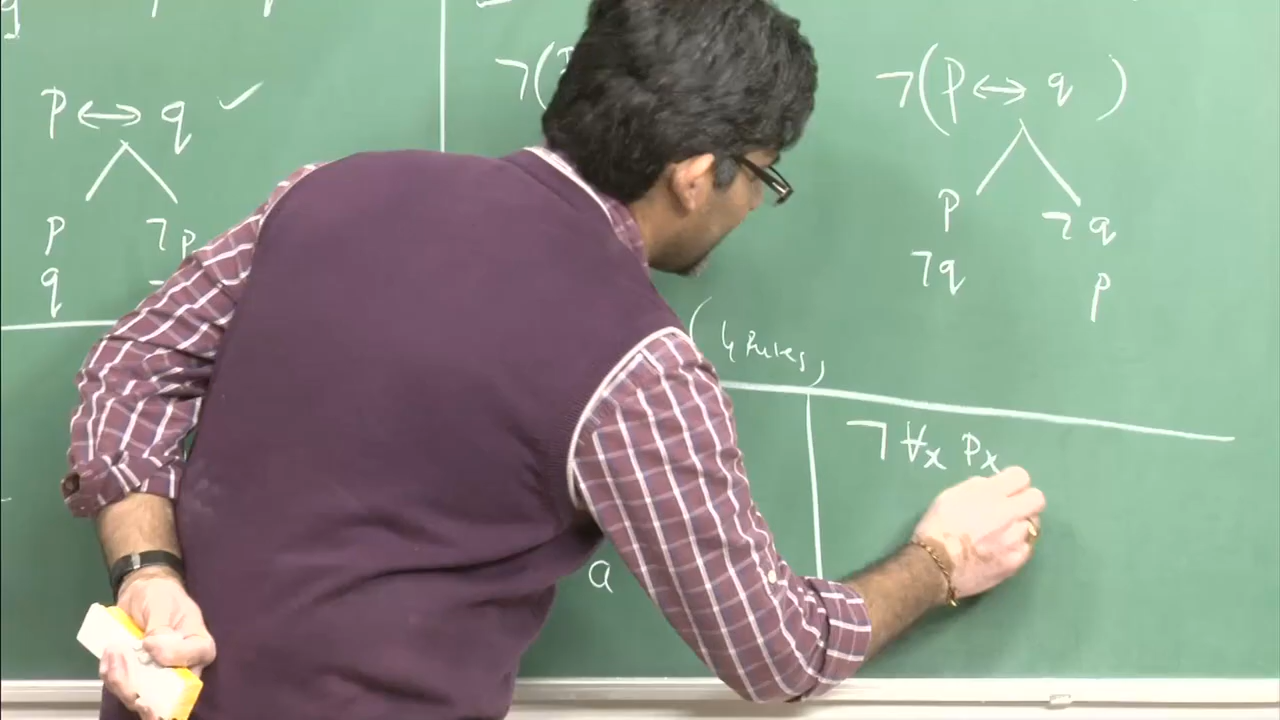 P ↔ q ✓
P ¬P
q
¬(
¬(P ↔ q)
P ¬q
¬q P
(4 Rules)
¬∀x Px
a